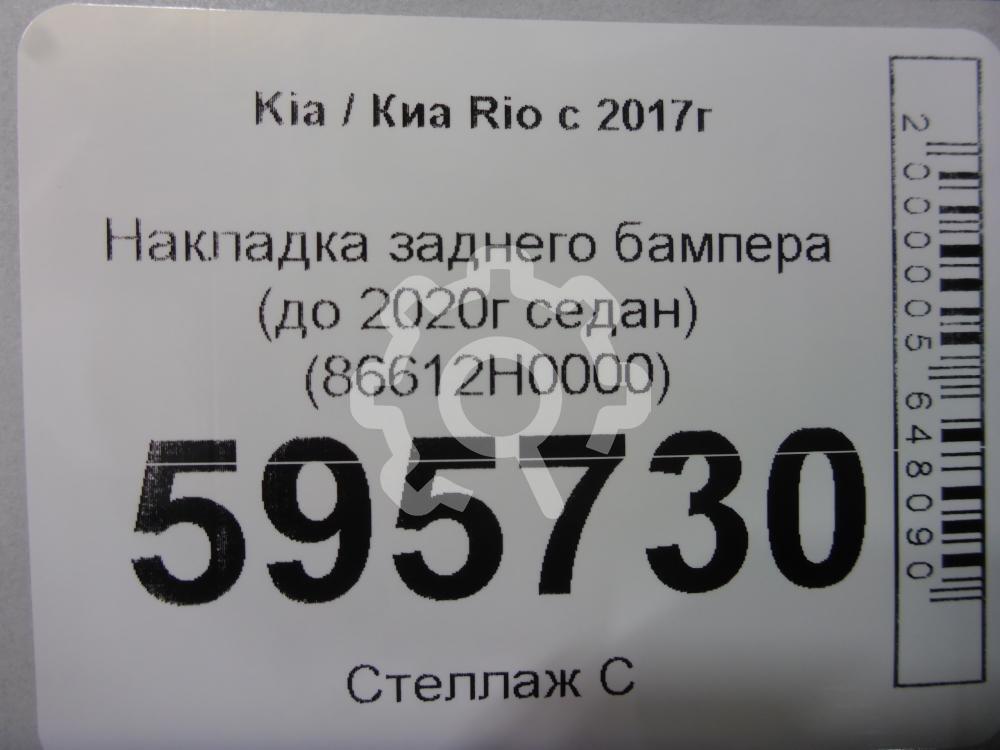 Kia / Киа Rio с 2017г
Накладка заднего бампера
(до 2020г седан)
(86612H0000)
595730
Стеллаж С
2000005648090